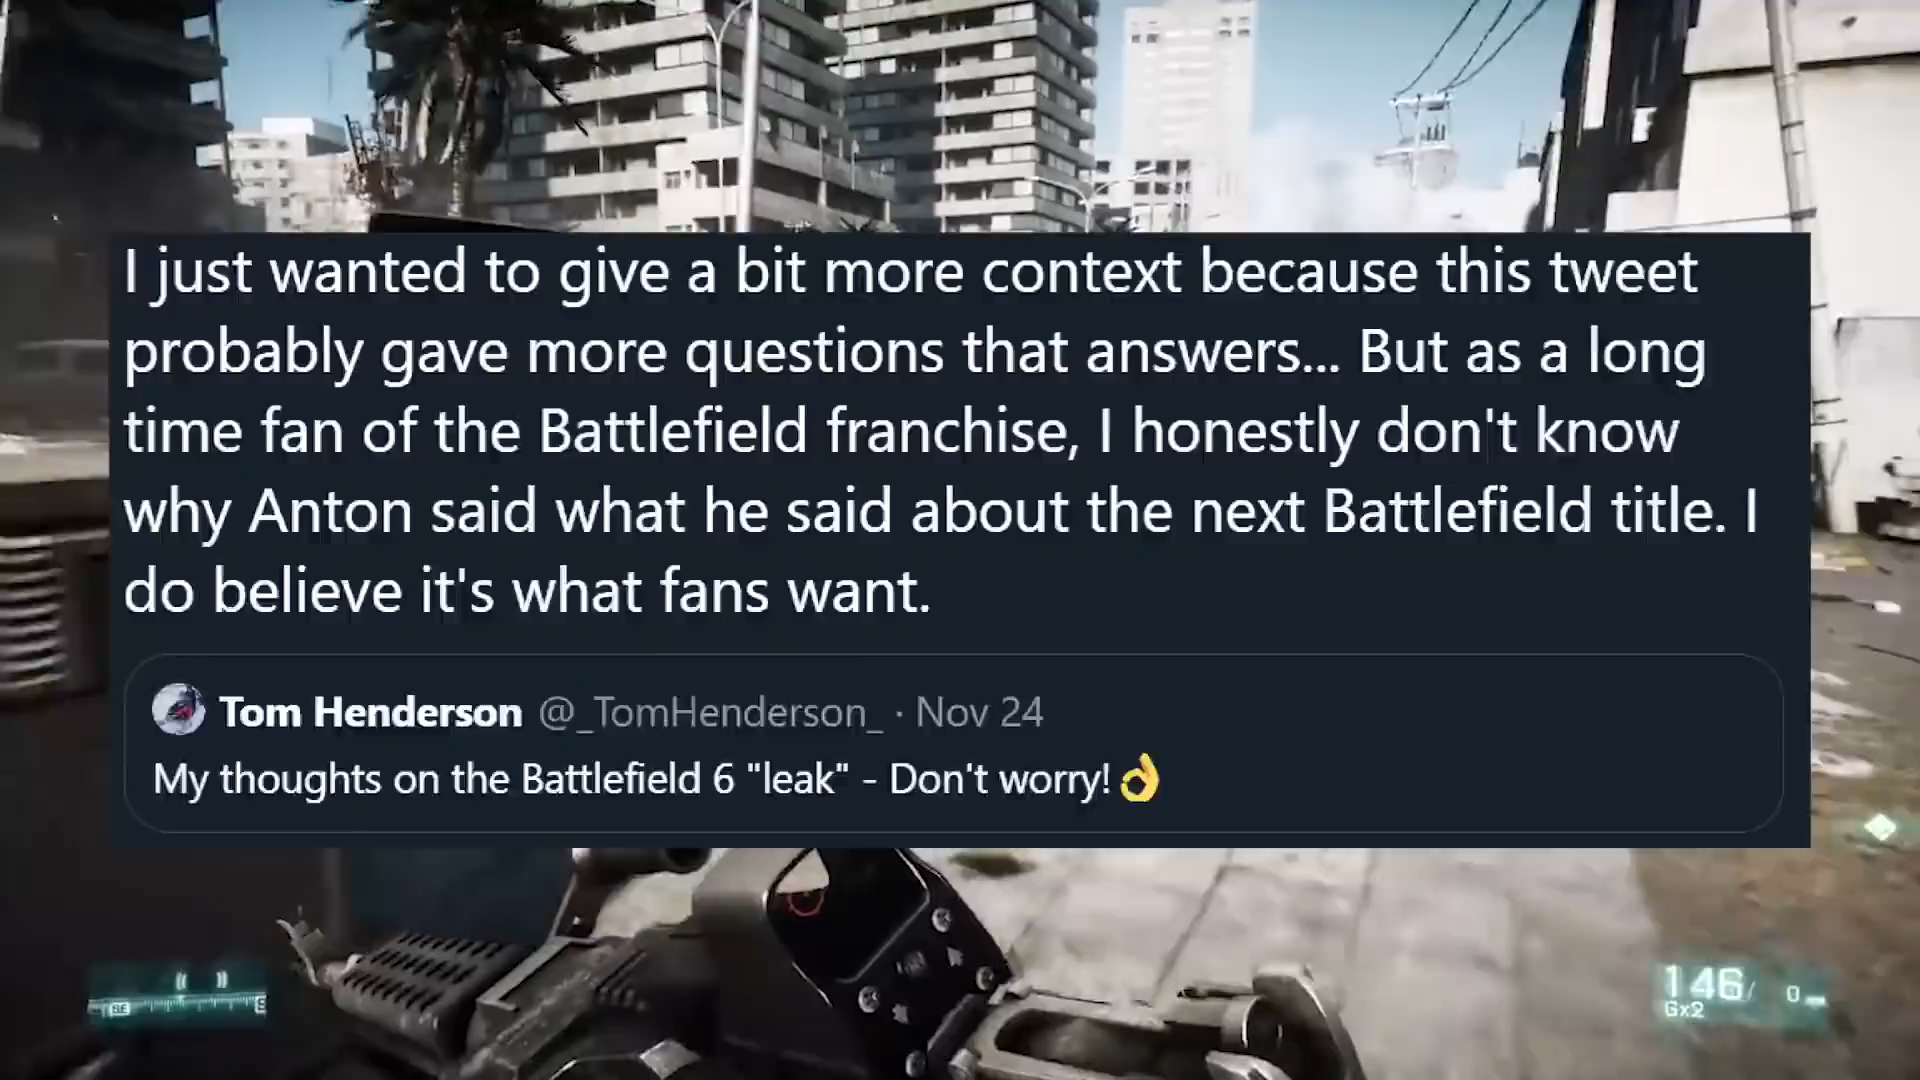 I just wanted to give a bit more context because this tweet
probably gave more questions that answers... But as a long
time fan of the Battlefield franchise, I honestly don't know
why Anton said what he said about the next Battlefield title. I
do believe it's what fans want.
Tom Henderson @_TomHenderson_ · Nov 24
My thoughts on the Battlefield 6 "leak" - Don't worry!👌
SE
146/ 0
Gx2